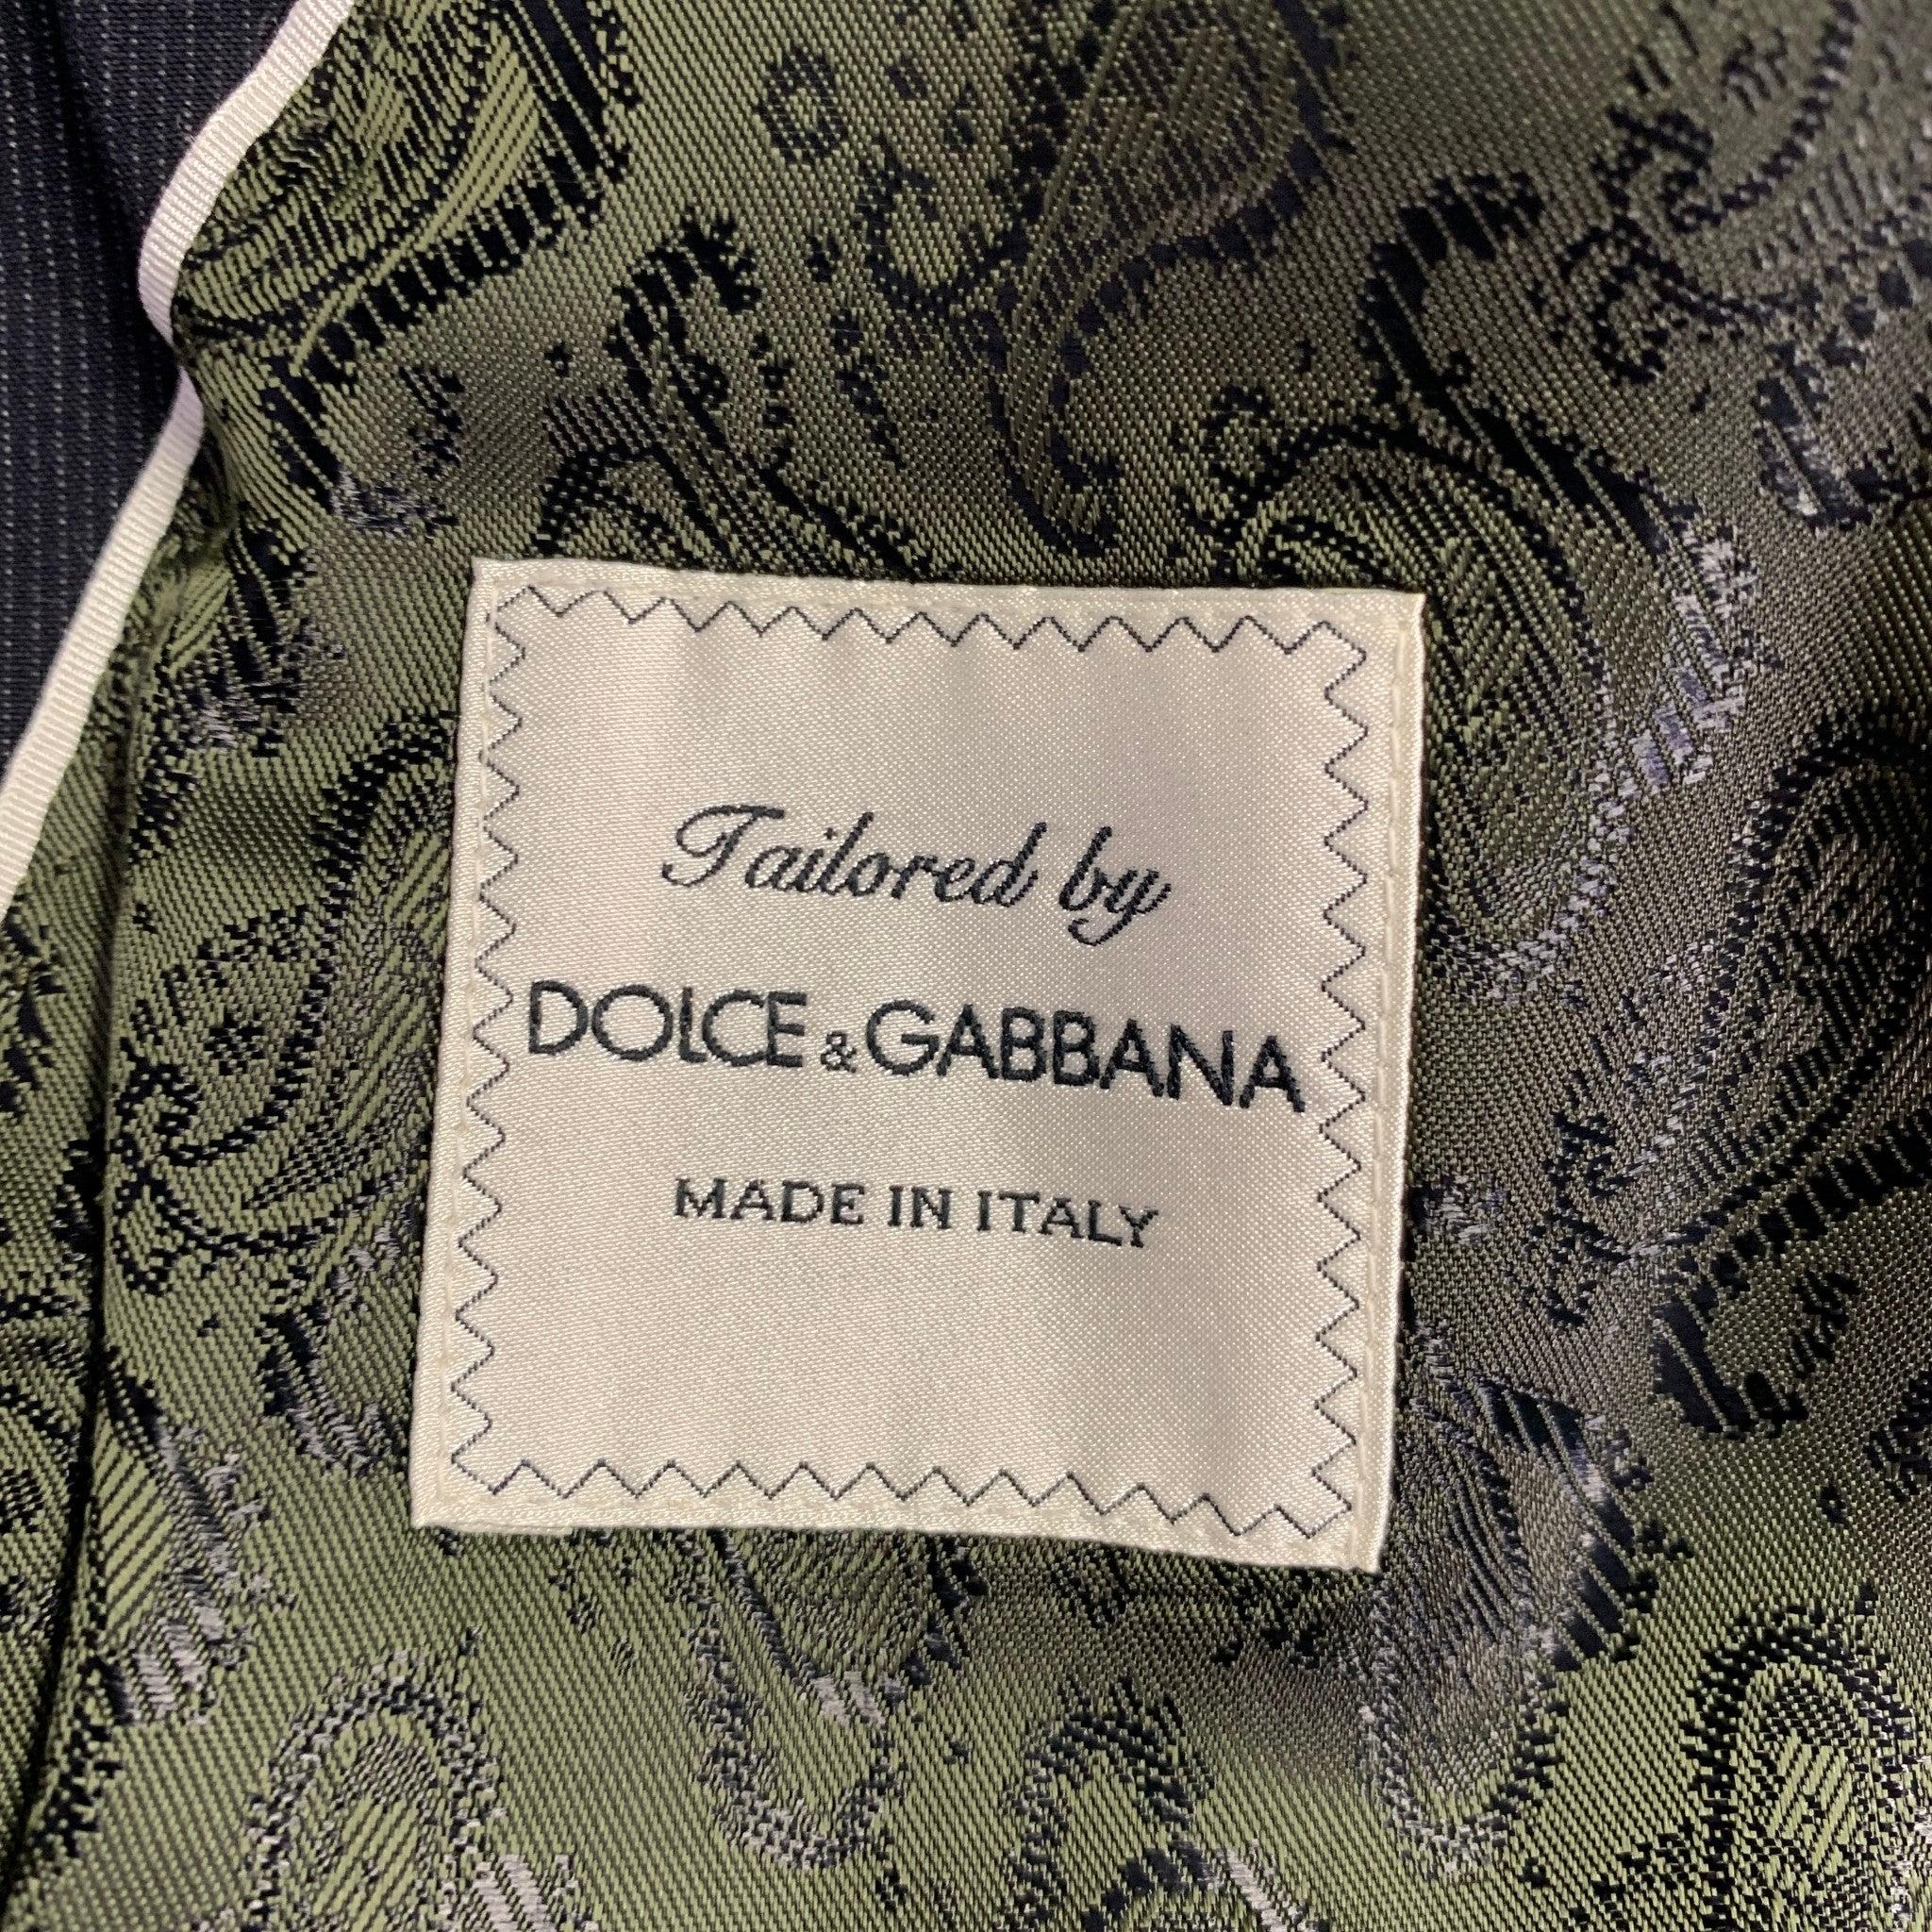 Tailored by
DOLCE & GABBANA
MADE IN ITALY